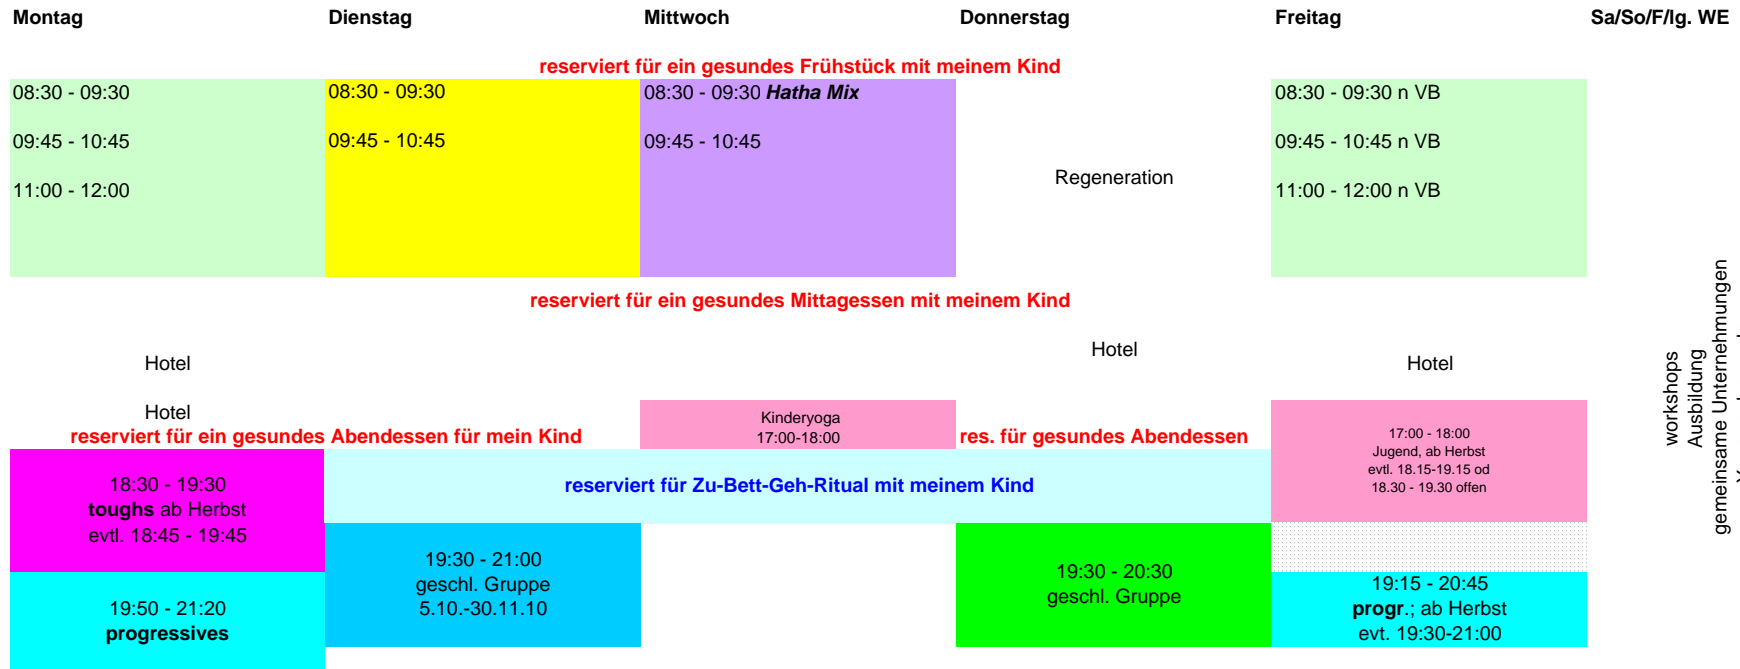 Montag Dienstag Mittwoch Donnerstag Freitag Sa/So/F/lg. WE
reserviert für ein gesundes Frühstück mit meinem Kind
08:30 - 09:30 08:30 - 09:30 08:30 - 09:30 Hatha Mix 08:30 - 09:30 n VB
09:45 - 10:45 09:45 - 10:45 09:45 - 10:45 09:45 - 10:45 n VB
Regeneration
11:00 - 12:00 11:00 - 12:00 n VB
reserviert für ein gesundes Mittagessen mit meinem Kind
Hotel
Hotel Hotel
Hotel
reserviert für ein gesundes Abendessen für mein Kind
Kinderyoga
17:00-18:00
res. für gesundes Abendessen
17:00 - 18:00
Jugend, ab Herbst
evtl. 18.15-19.15 od
18.30 - 19.30 offen
18:30 - 19:30
toughs ab Herbst
evtl. 18:45 - 19:45
reserviert für Zu-Bett-Geh-Ritual mit meinem Kind
19:30 - 21:00
geschl. Gruppe
5.10.-30.11.10
19:30 - 20:30
geschl. Gruppe
19:15 - 20:45
progr.; ab Herbst
evt. 19:30-21:00
19:50 - 21:20
progressives
workshops
Ausbildung
gemeinsame Unternehmungen